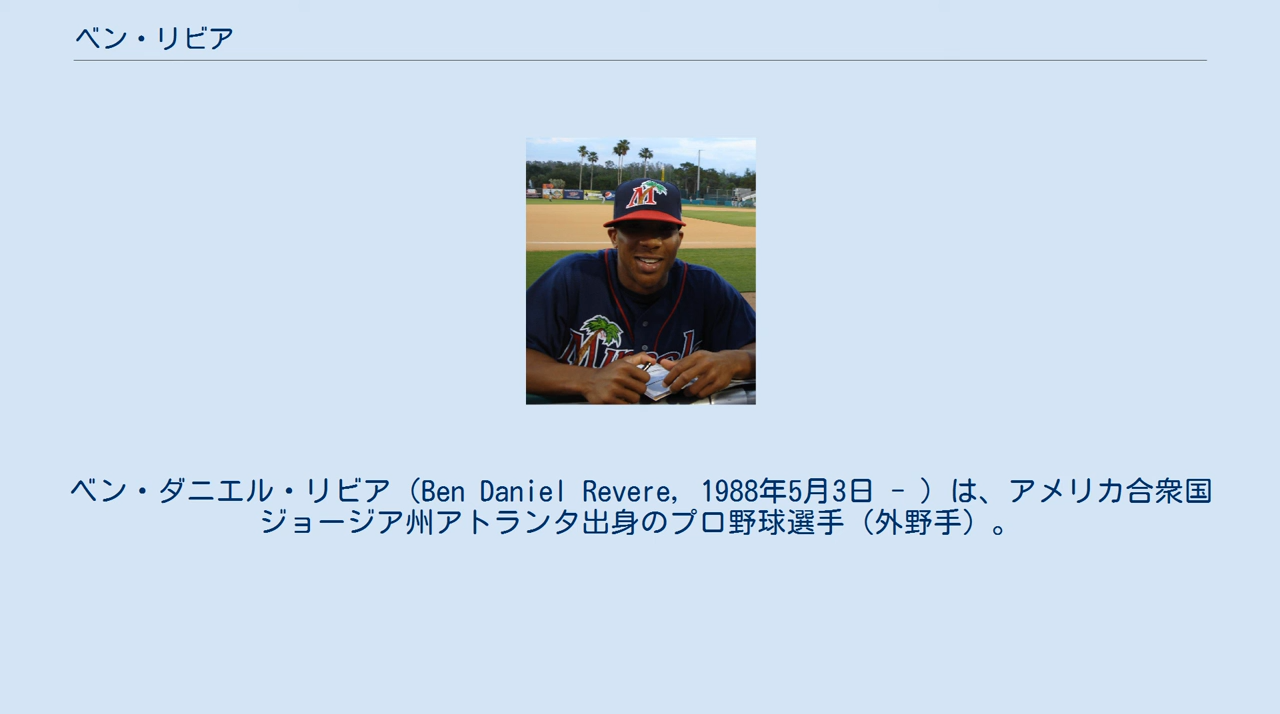 ベン・リビア
M
ベン・ダニエル・リビア（Ben Daniel Revere, 1988年5月3日 - ）は、アメリカ合衆国
ジョージア州アトランタ出身のプロ野球選手（外野手）。